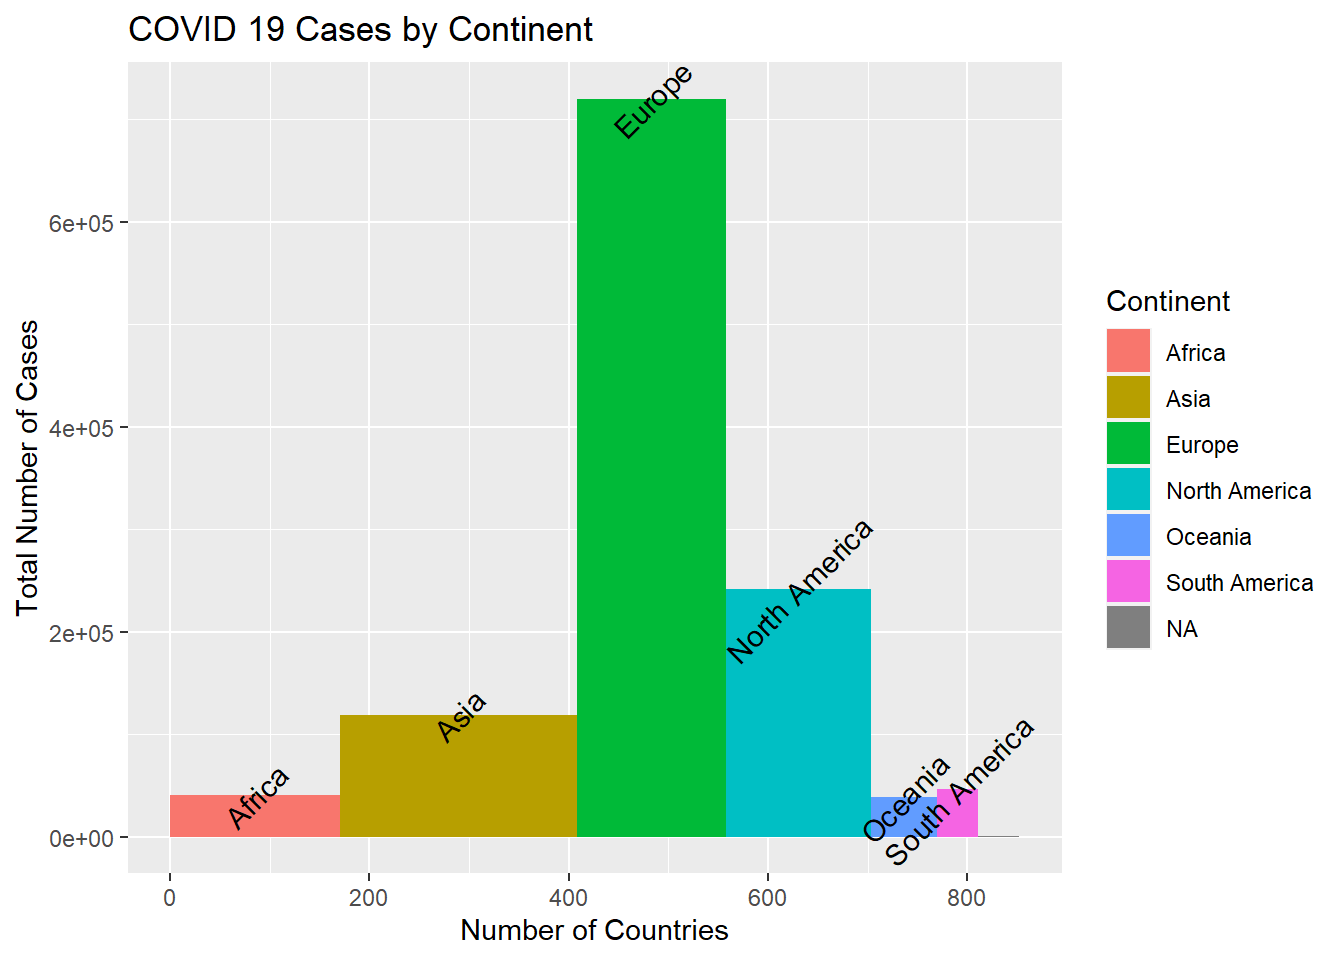 COVID 19 Cases by Continent
Total Number of Cases
6e+05
4e+05
2e+05
0e+00
Africa
Asia
Europe
North America
Oceania
South America
0
200
400
600
800
Number of Countries
Continent
Africa
Asia
Europe
North America
Oceania
South America
NA